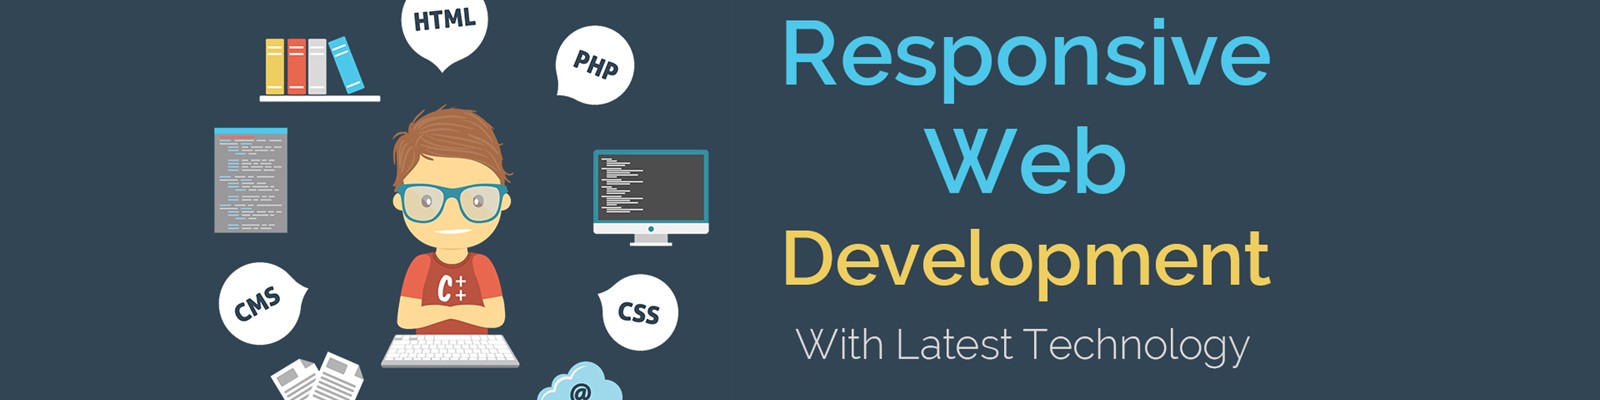 HTML
PHP
CMS
C++
CSS
@
Responsive
Web
Development
With Latest Technology